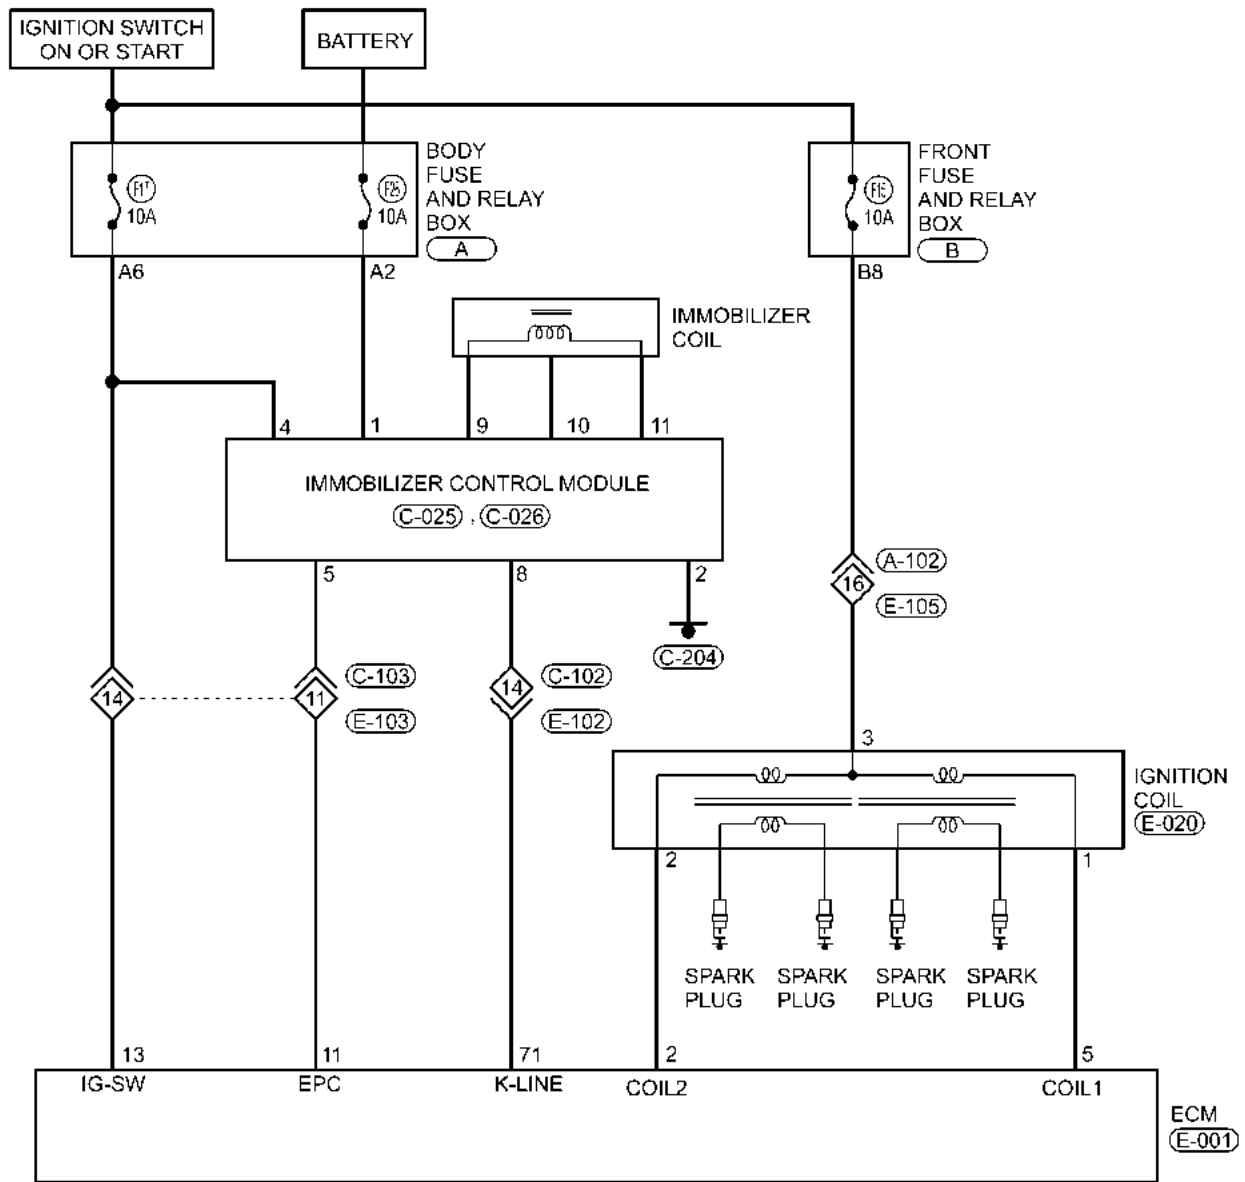 IGNITION SWITCH
ON OR START
BATTERY
BODY
FUSE
AND RELAY
BOX
A
FRONT
FUSE
AND RELAY
BOX
B
10A
F26
10A
F15
10A
A6
A2
B8
IMMOBILIZER
COIL
4
1
9
10
11
IMMOBILIZER CONTROL MODULE
C-025 , C-026
5
8
2
C-204
A-102
16
E-105
14
11
C-103
E-103
14
C-102
E-102
3
IGNITION
COIL
E-020
2
1
SPARK
PLUG
SPARK
PLUG
SPARK
PLUG
SPARK
PLUG
13
11
71
2
5
IG-SW
EPC
K-LINE
COIL2
COIL1
ECM
E-001